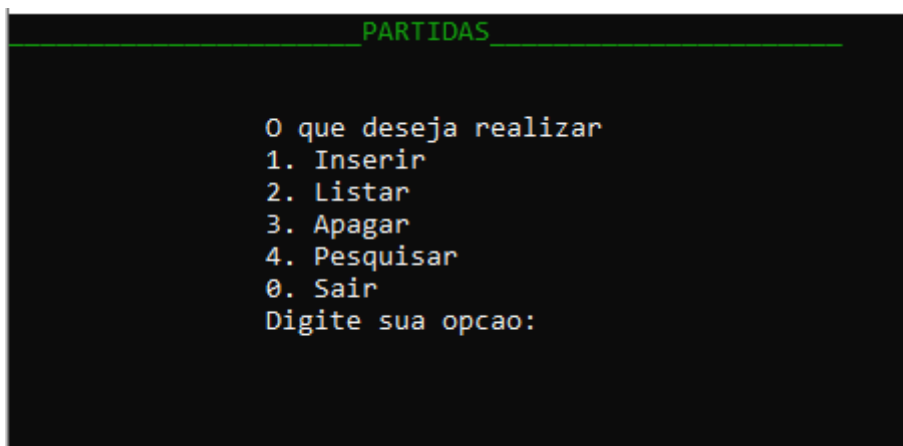 PARTIDAS
O que deseja realizar
1. Inserir
2. Listar
3. Apagar
4. Pesquisar
0. Sair
Digite sua opcao: